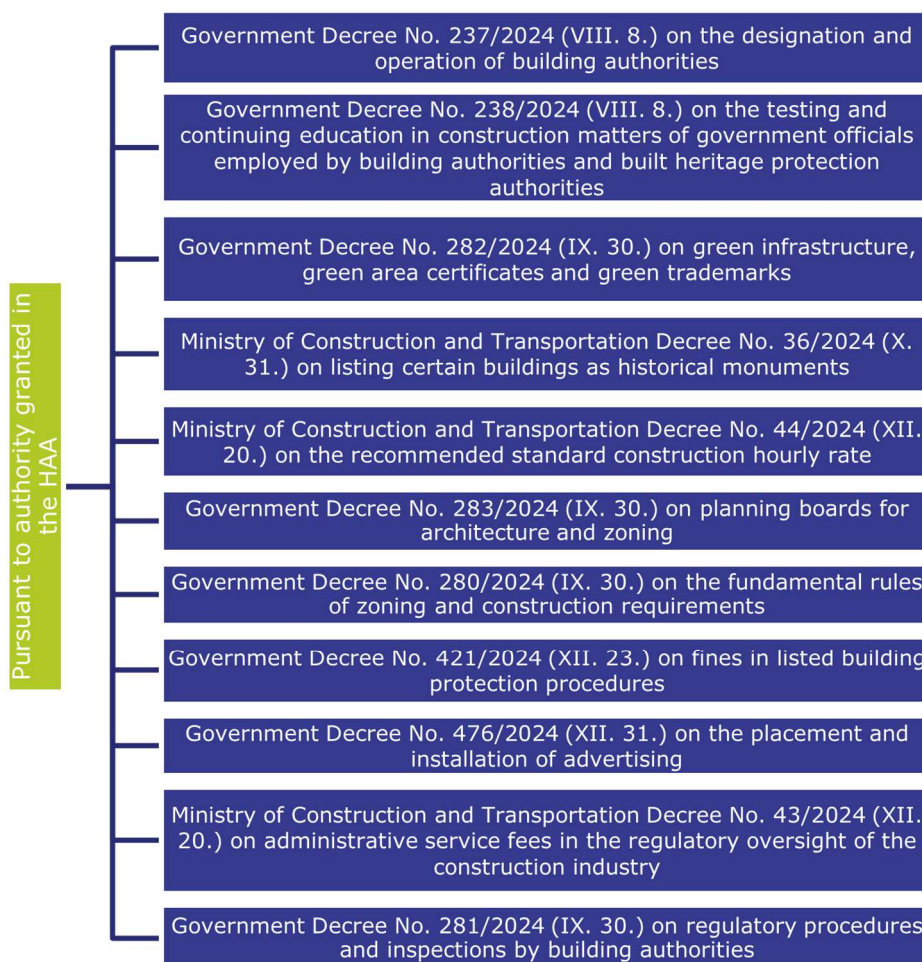 Pursuant to authority granted in
the HAA
Government Decree No. 237/2024 (VIII. 8.) on the designation and
operation of building authorities
Government Decree No. 238/2024 (VIII. 8.) on the testing and
continuing education in construction matters of government officials
employed by building authorities and built heritage protection
authorities
Government Decree No. 282/2024 (IX. 30.) on green infrastructure,
green area certificates and green trademarks
Ministry of Construction and Transportation Decree No. 36/2024 (X.
31.) on listing certain buildings as historical monuments
Ministry of Construction and Transportation Decree No. 44/2024 (XII.
20.) on the recommended standard construction hourly rate
Government Decree No. 283/2024 (IX. 30.) on planning boards for
architecture and zoning
Government Decree No. 280/2024 (IX. 30.) on the fundamental rules
of zoning and construction requirements
Government Decree No. 421/2024 (XII. 23.) on fines in listed building
protection procedures
Government Decree No. 476/2024 (XII. 31.) on the placement and
installation of advertising
Ministry of Construction and Transportation Decree No. 43/2024 (XII.
20.) on administrative service fees in the regulatory oversight of the
construction industry
Government Decree No. 281/2024 (IX. 30.) on regulatory procedures
and inspections by building authorities